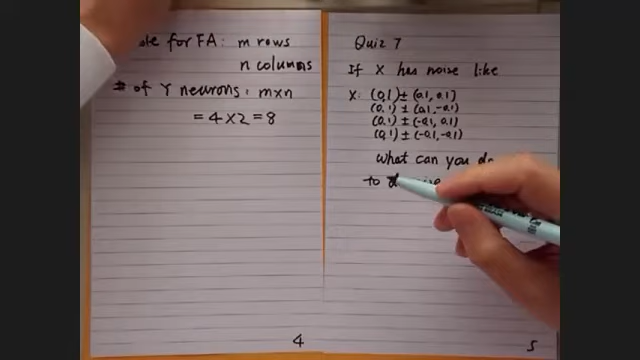 for FA: m rows
n columns
# of Y neurons: m×n
= 4 × 2 = 8
4
Quiz 7
If X has noise like
X: (0,1) ± (0.1, 0.1)
(0,1) ± (0.1, -0.1)
(0,1) ± (-0.1, 0.1)
(0,1) ± (-0.1, -0.1)
what can you do
to
5